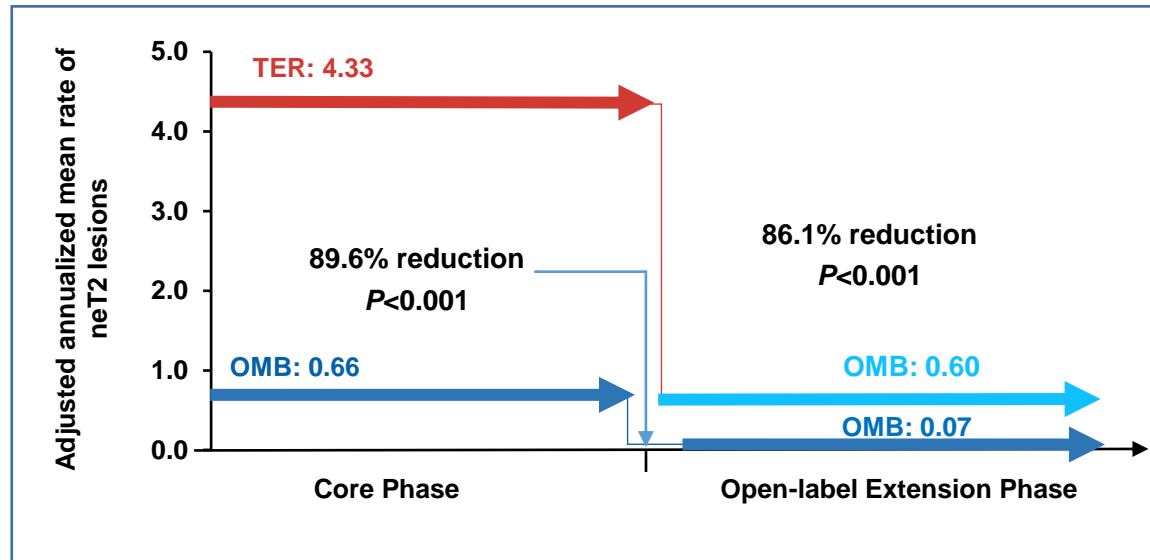 Adjusted annualized mean rate of
neT2 lesions
5.0
4.0
3.0
2.0
1.0
0.0
TER: 4.33
89.6% reduction
P<0.001
86.1% reduction
P<0.001
OMB: 0.66
OMB: 0.60
OMB: 0.07
Core Phase
Open-label Extension Phase